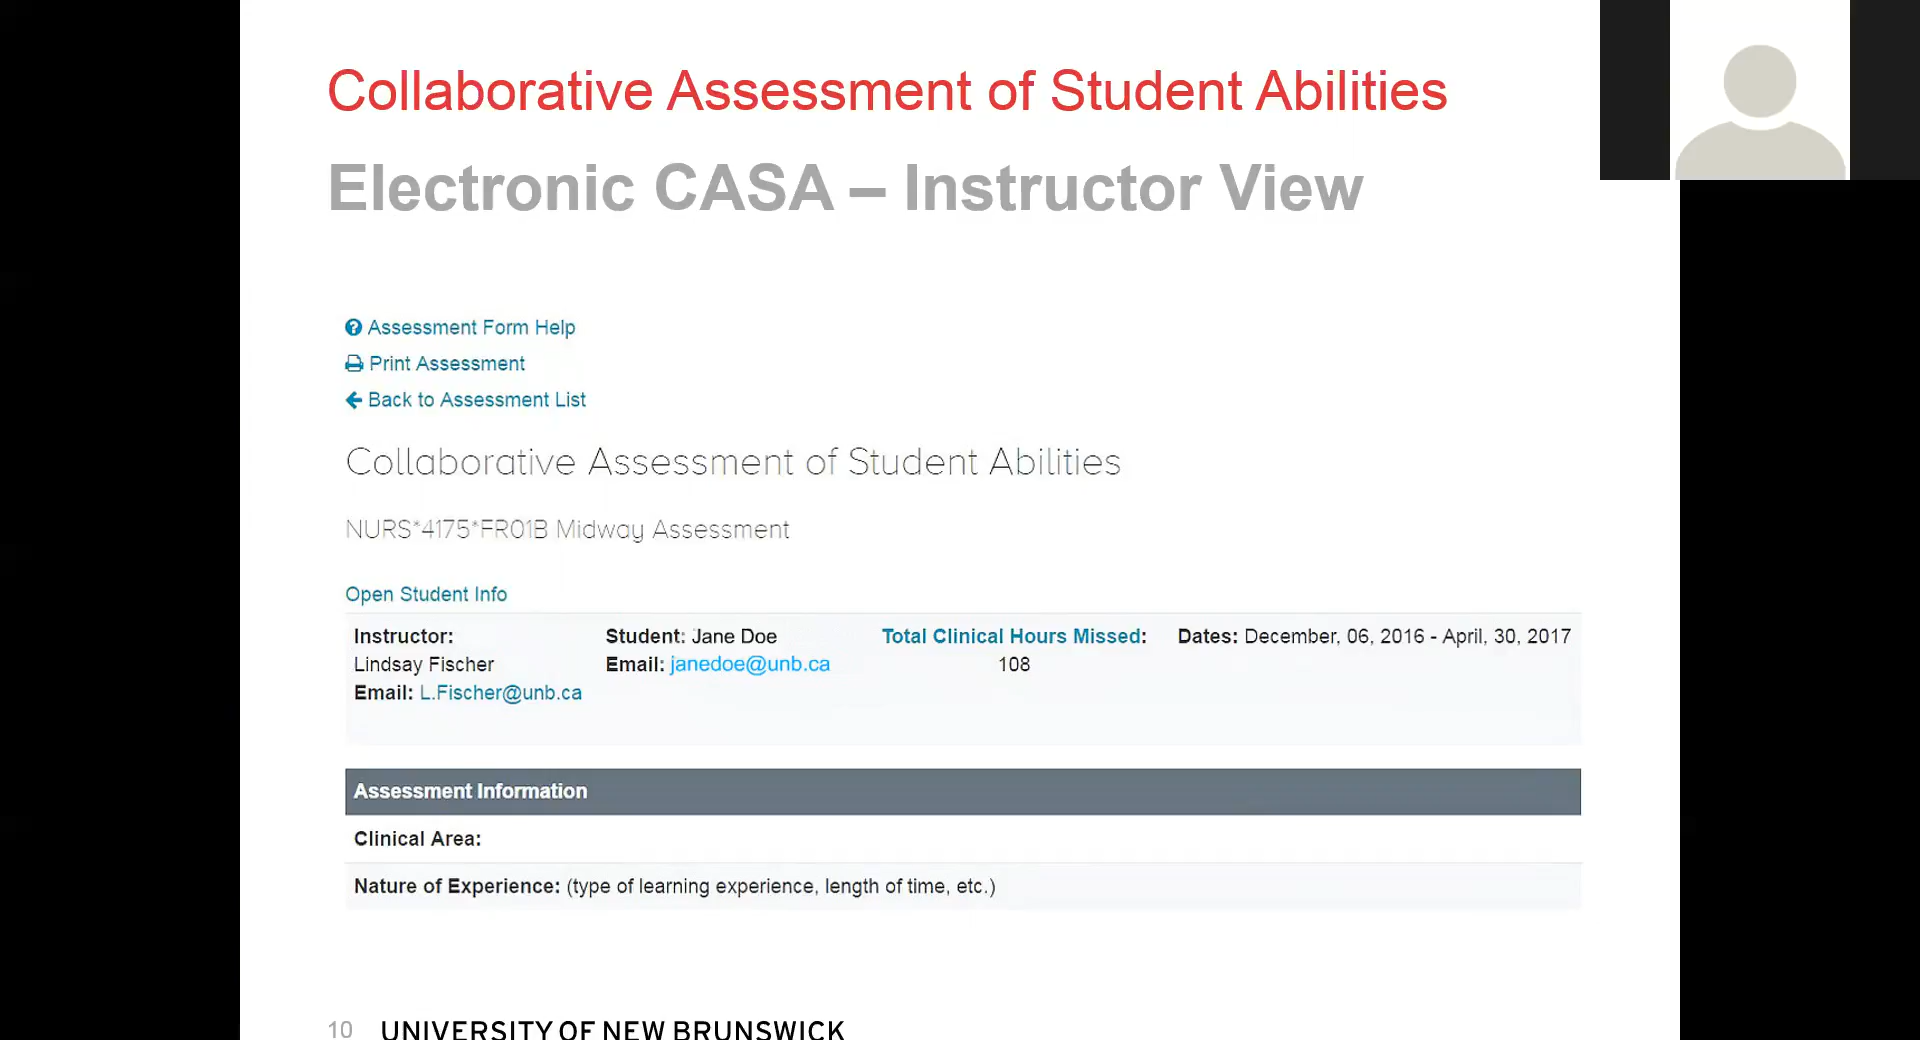 Collaborative Assessment of Student Abilities
Electronic CASA – Instructor View
Assessment Form Help
Print Assessment
Back to Assessment List
Collaborative Assessment of Student Abilities
NURS*4175*FR01B Midway Assessment
Open Student Info
Instructor:
Lindsay Fischer
Email: L.Fischer@unb.ca
Student: Jane Doe
Email: janedoe@unb.ca
Total Clinical Hours Missed:
108
Dates: December, 06, 2016 - April, 30, 2017
Assessment Information
Clinical Area:
Nature of Experience: (type of learning experience, length of time, etc.)
10 UNIVERSITY OF NEW BRUNSWICK